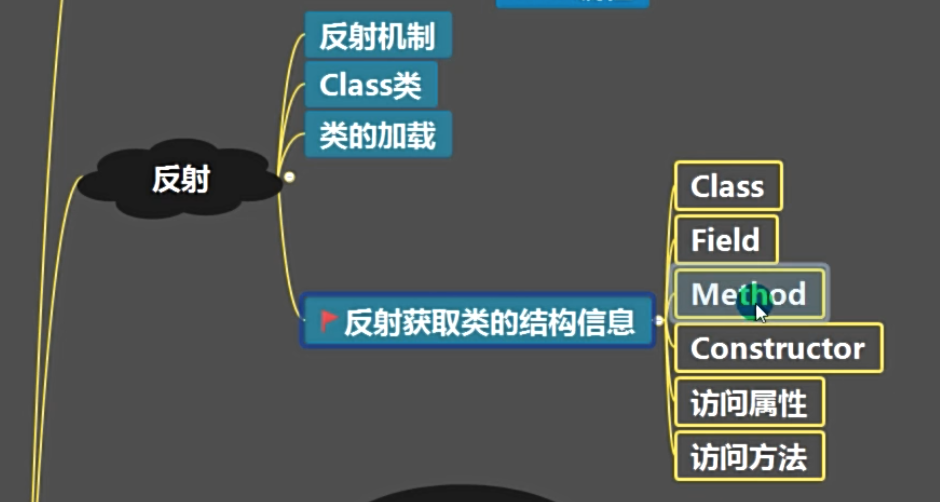 反射机制
Class类
类的加载
反射
Class
Field
Method
反射获取类的结构信息
Constructor
访问属性
访问方法